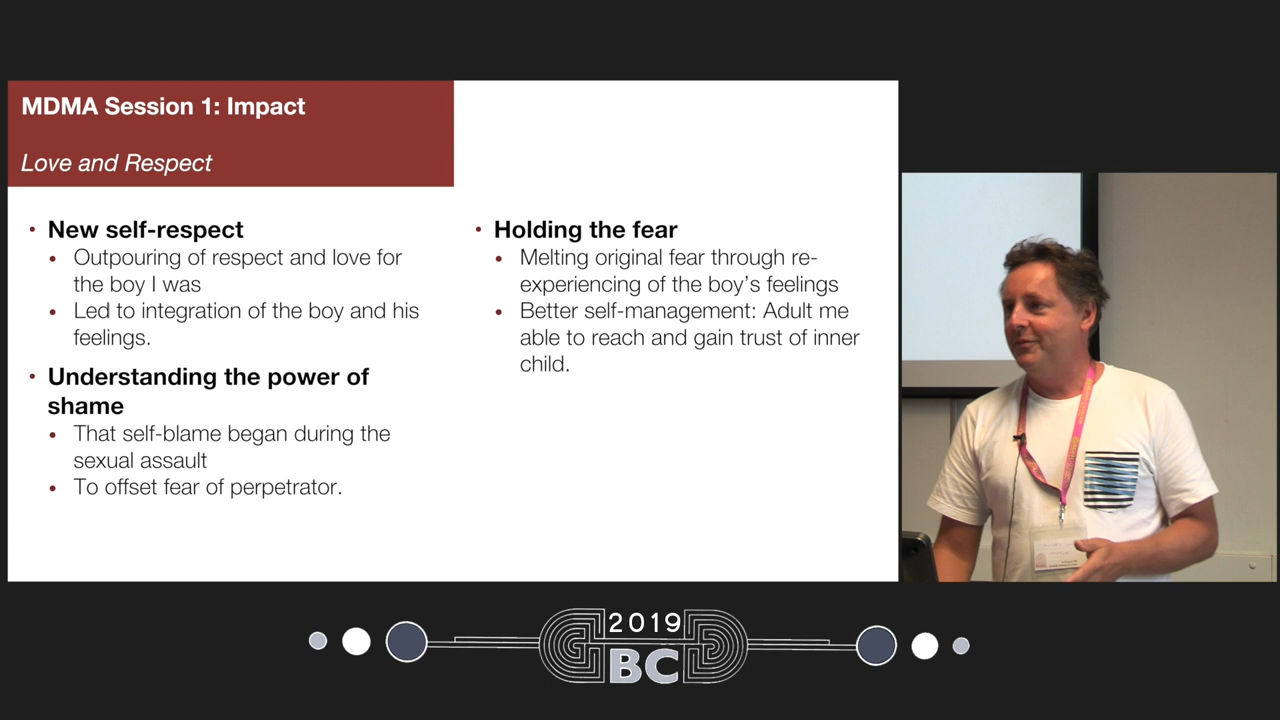 MDMA Session 1: Impact
Love and Respect
• New self-respect
• Outpouring of respect and love for
the boy I was
• Led to integration of the boy and his
feelings.
• Understanding the power of
shame
• That self-blame began during the
sexual assault
• To offset fear of perpetrator.
• Holding the fear
• Melting original fear through re-
experiencing of the boy's feelings
• Better self-management: Adult me
able to reach and gain trust of inner
child.
2019
BC